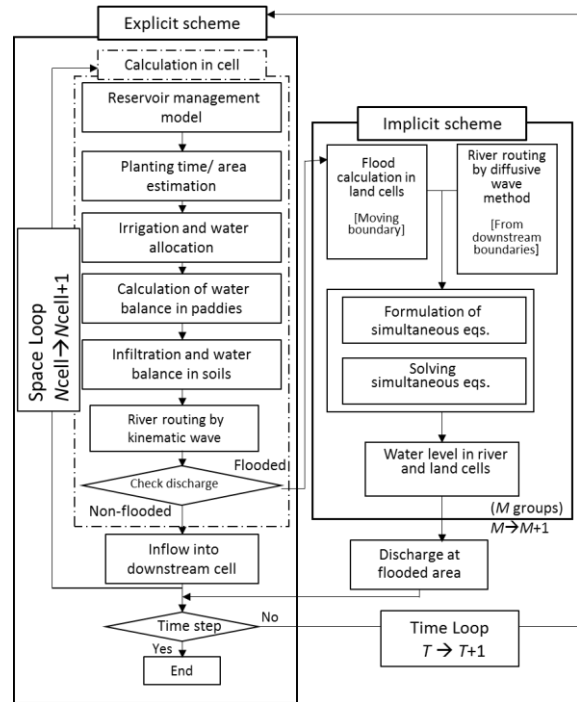 Explicit scheme
Calculation in cell
Reservoir management
model
Planting time/ area
estimation
Irrigation and water
allocation
Calculation of water
balance in paddies
Infiltration and water
balance in soils
River routing by
kinematic wave
Flooded
Check discharge
Non-flooded
Inflow into
downstream cell
Time step
No
Yes
End
Space Loop
Ncell→Ncell+1
Implicit scheme
Flood
calculation in
land cells
[Moving
boundary]
River routing
by diffusive
wave
method
[From
downstream
boundaries]
Formulation of
simultaneous eqs.
Solving
simultaneous eqs.
Water level in river
and land cells
(M groups)
M→M+1
Discharge at
flooded area
Time Loop
T → T+1